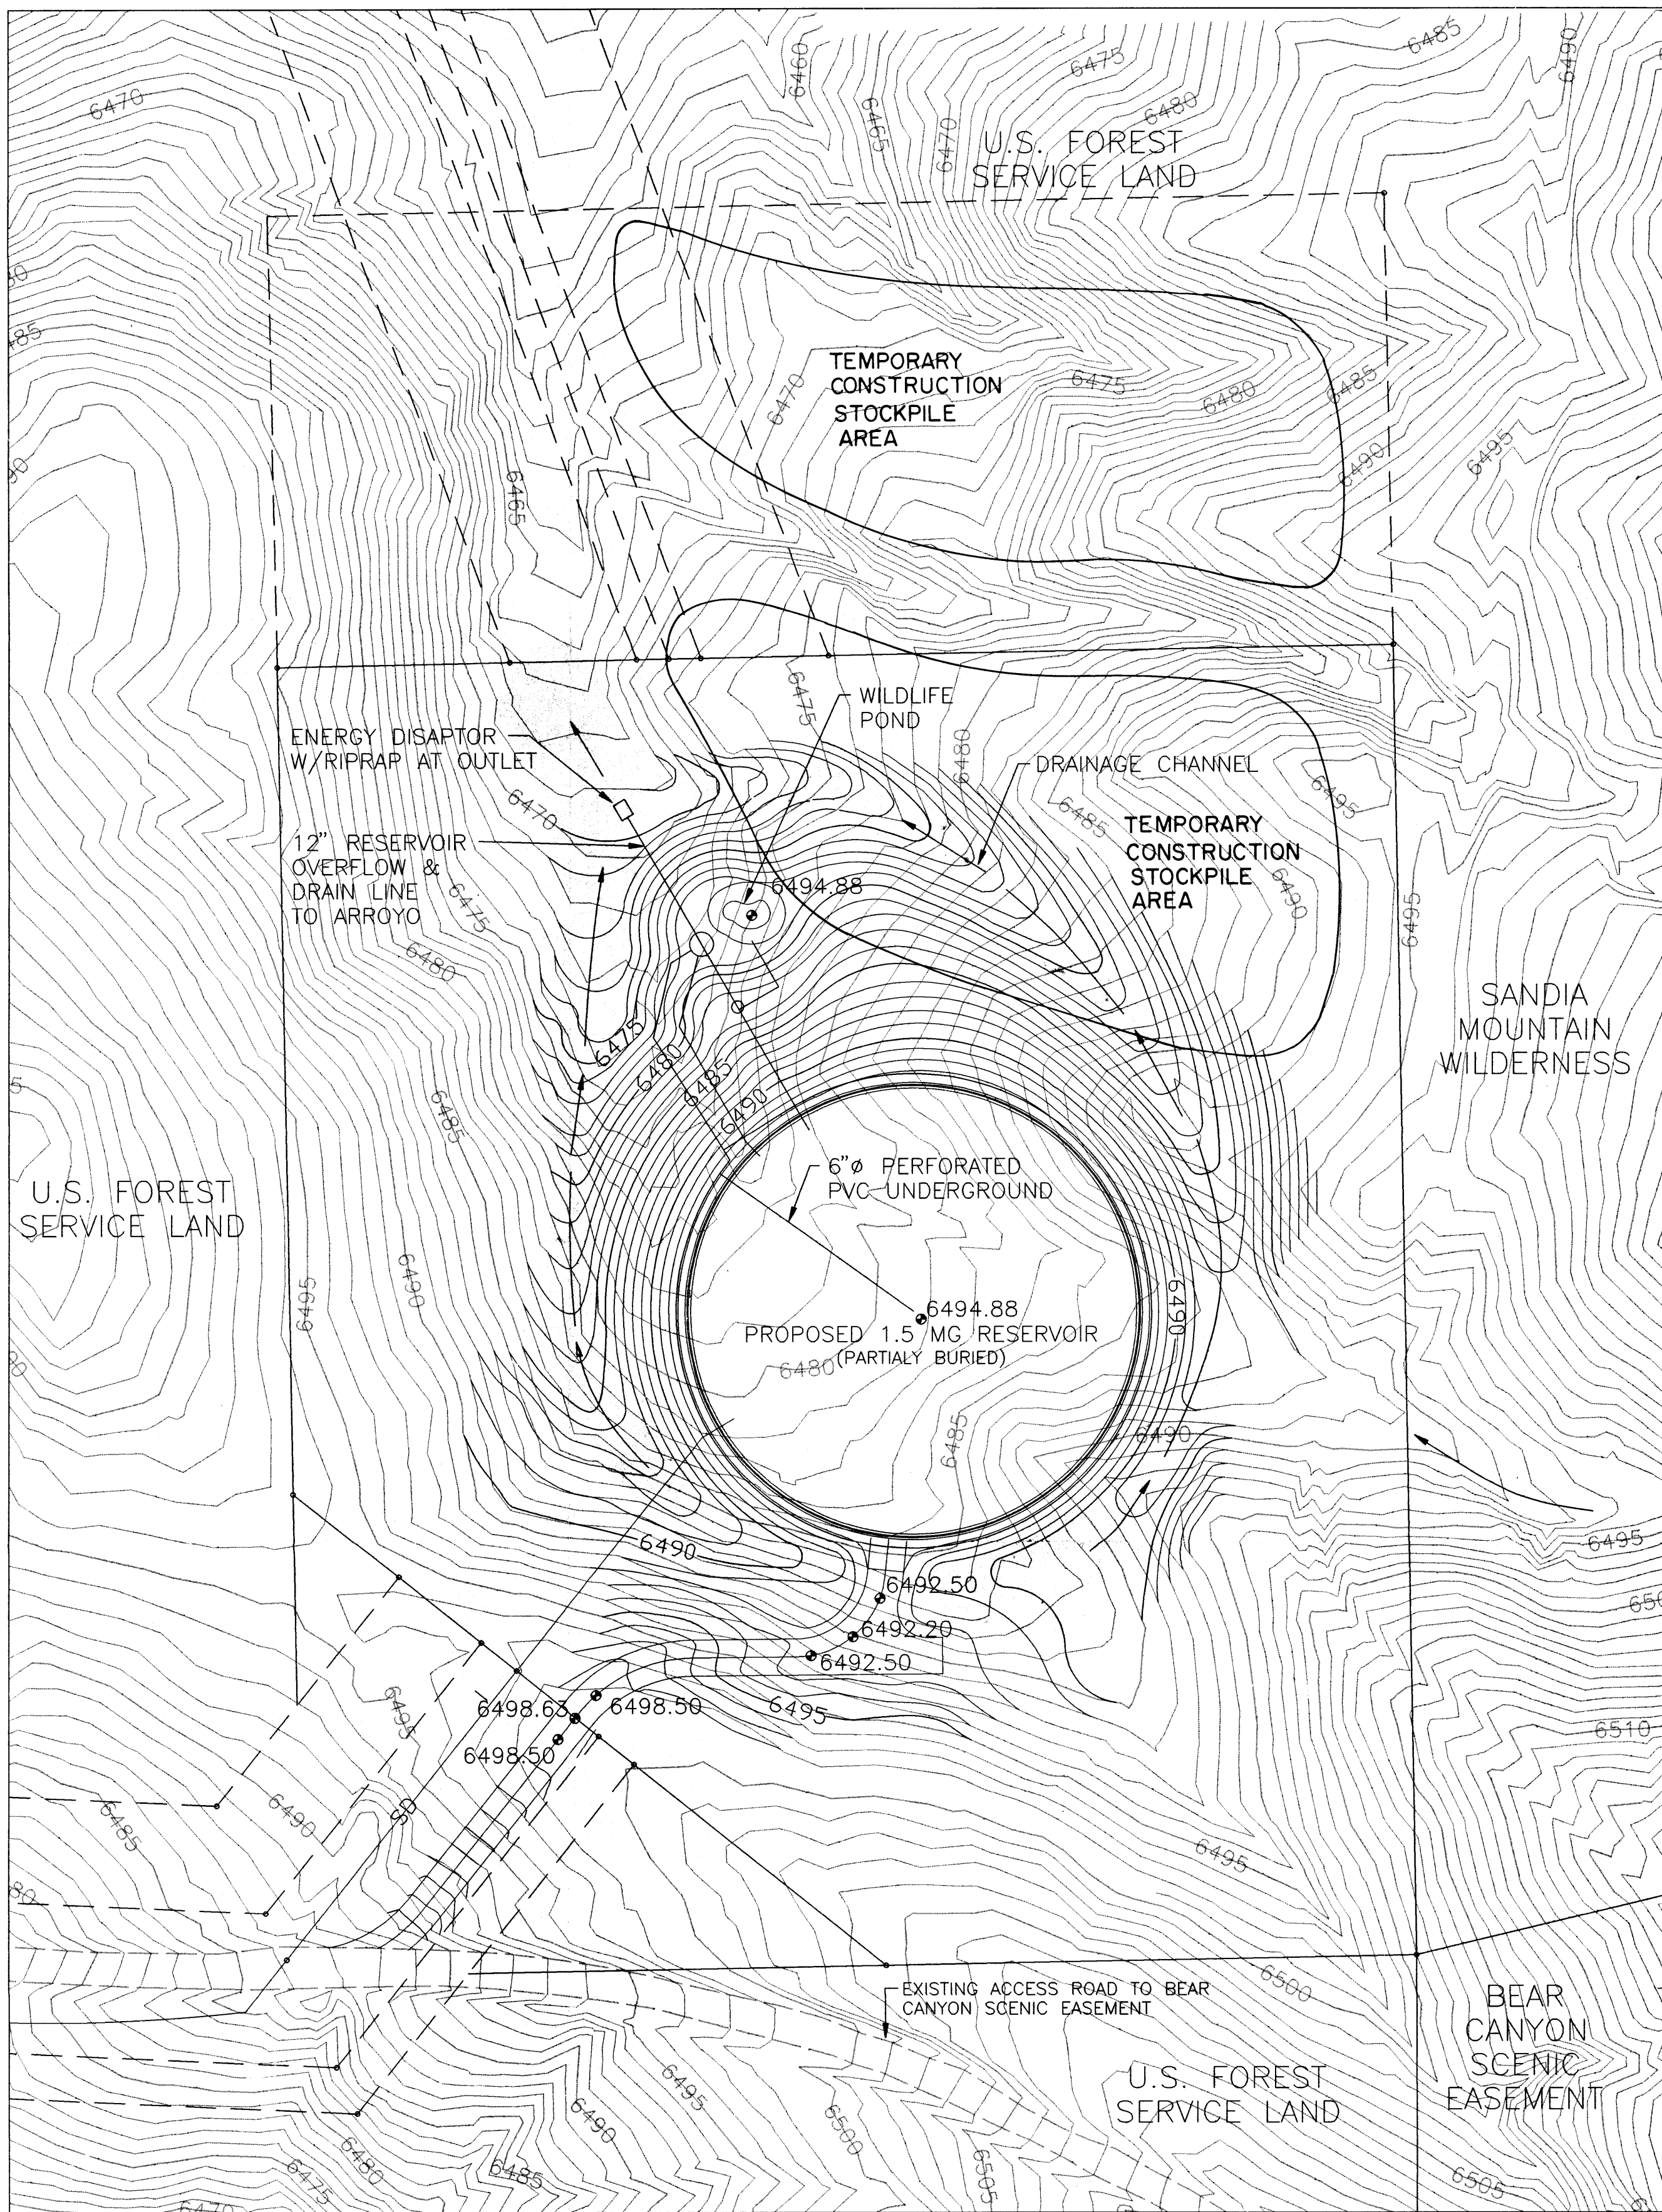 6460
6475
6485
6490
6470
6465
6470
6480
U.S. FOREST
SERVICE LAND
TEMPORARY
CONSTRUCTION
STOCKPILE
AREA
6470
6475
6480
6485
6490
6495
6465
WILDLIFE
POND
6475
6480
ENERGY DISAPTOR
W/RIPRAP AT OUTLET
DRAINAGE CHANNEL
6470
6495
6485
TEMPORARY
CONSTRUCTION
STOCKPILE
AREA
12" RESERVOIR
OVERFLOW &
DRAIN LINE
TO ARROYO
6475
6494.88
6490
6495
6480
SANDIA
MOUNTAIN
WILDERNESS
6475
6480
6485
6490
6485
U.S. FOREST
SERVICE LAND
6"ø PERFORATED
PVC UNDERGROUND
6495
6490
6494.88
PROPOSED 1.5 MG RESERVOIR
(PARTIALY BURIED)
6480
6490
6485
6490
6490
6495
6492.50
6492.20
6492.50
6495
6498.63
6498.50
6495
6498.50
6510
6485
6490
SD
6495
EXISTING ACCESS ROAD TO BEAR
CANYON SCENIC EASEMENT
6500
BEAR
CANYON
SCENIC
EASEMENT
U.S. FOREST
SERVICE LAND
6495
6490
6500
6480
6475
6485
6505
6505
6470